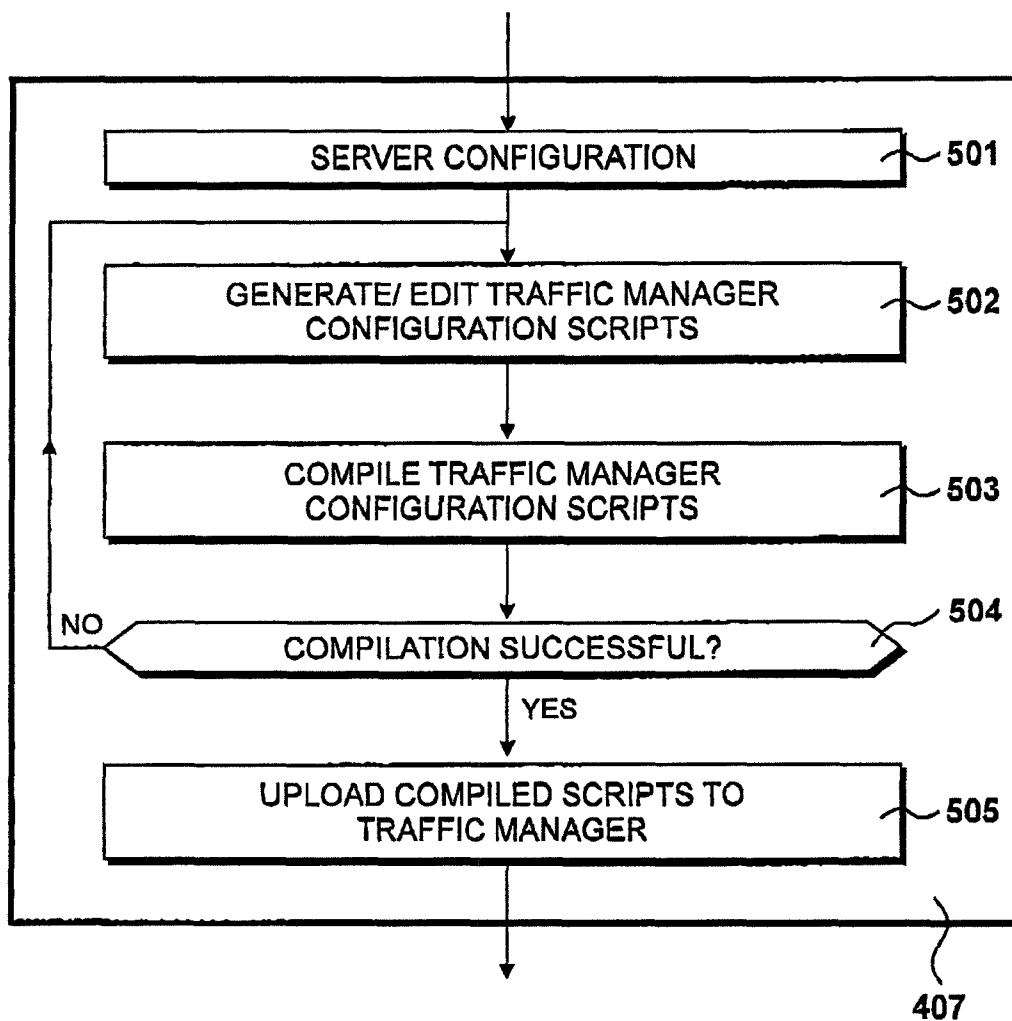 SERVER CONFIGURATION
501
GENERATE/ EDIT TRAFFIC MANAGER
CONFIGURATION SCRIPTS
502
COMPILE TRAFFIC MANAGER
CONFIGURATION SCRIPTS
503
NO
COMPILATION SUCCESSFUL?
504
YES
UPLOAD COMPILED SCRIPTS TO
TRAFFIC MANAGER
505
407